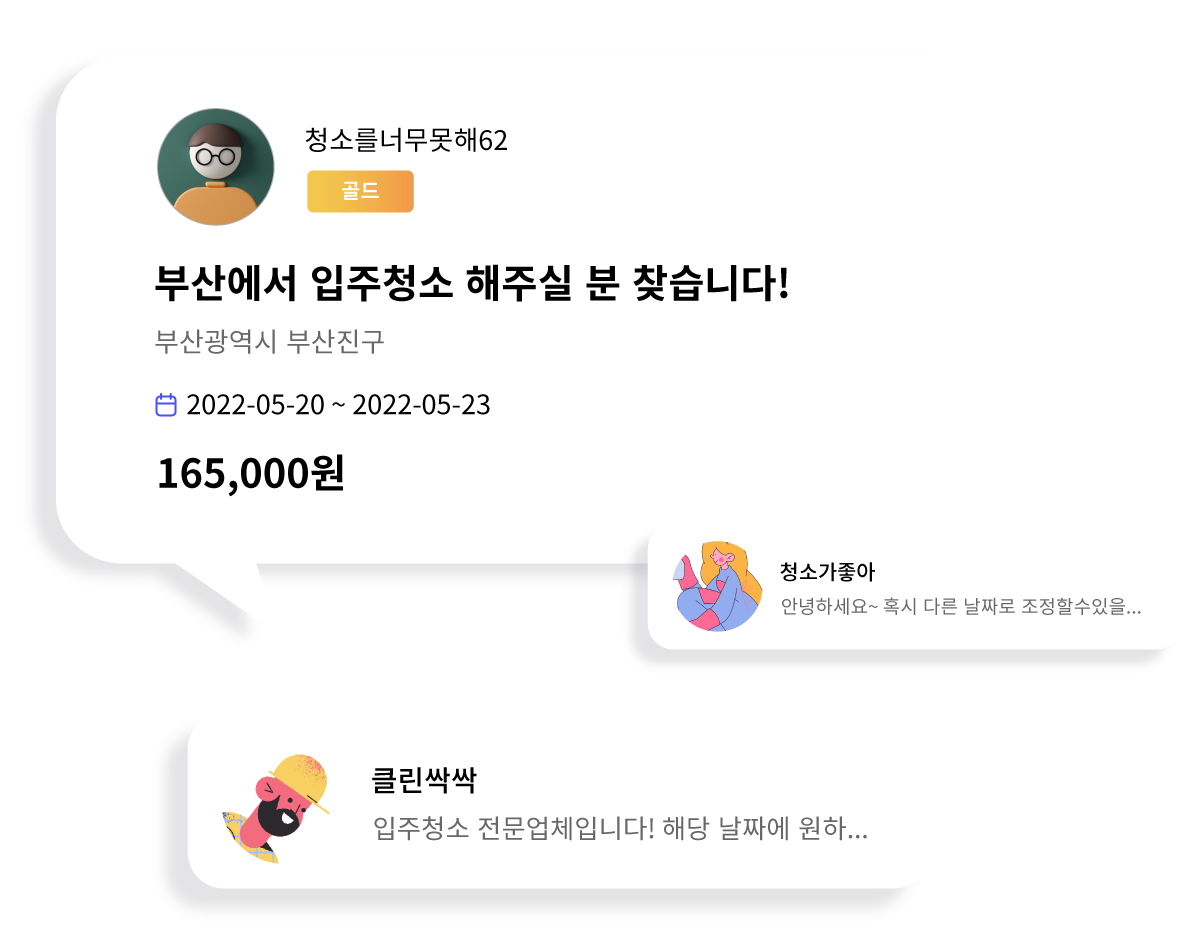 청소를너무못해62
골드
부산에서 입주청소 해주실 분 찾습니다!
부산광역시 부산진구
2022-05-20 ~ 2022-05-23
165,000원
청소가좋아
안녕하세요~ 혹시 다른 날짜로 조정할수있을...
클린싹싹
입주청소 전문업체입니다! 해당 날짜에 원하...